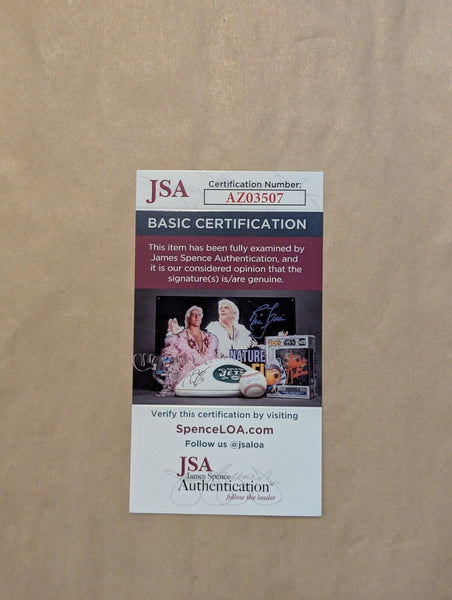 JSA
Certification Number:
AZ03507
BASIC CERTIFICATION
This item has been fully examined by
James Spence Authentication, and
it is our considered opinion that the
signature(s) is/are genuine.
NATURE
JETS
Verify this certification by visiting
SpenceLOA.com
Follow us @jsaloa
JSA
James Spence
Authentication
follow the leader